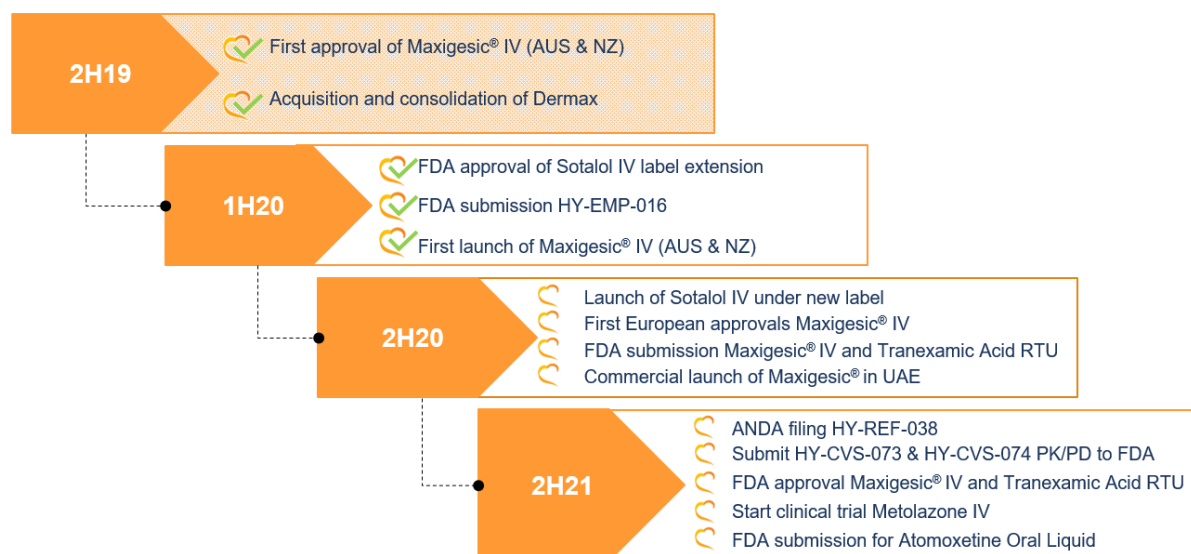 2H19
First approval of Maxigesic® IV (AUS & NZ)
Acquisition and consolidation of Dermax
1H20
FDA approval of Sotalol IV label extension
FDA submission HY-EMP-016
First launch of Maxigesic® IV (AUS & NZ)
2H20
Launch of Sotalol IV under new label
First European approvals Maxigesic® IV
FDA submission Maxigesic® IV and Tranexamic Acid RTU
Commercial launch of Maxigesic® in UAE
2H21
ANDA filing HY-REF-038
Submit HY-CVS-073 & HY-CVS-074 PK/PD to FDA
FDA approval Maxigesic® IV and Tranexamic Acid RTU
Start clinical trial Metolazone IV
FDA submission for Atomoxetine Oral Liquid